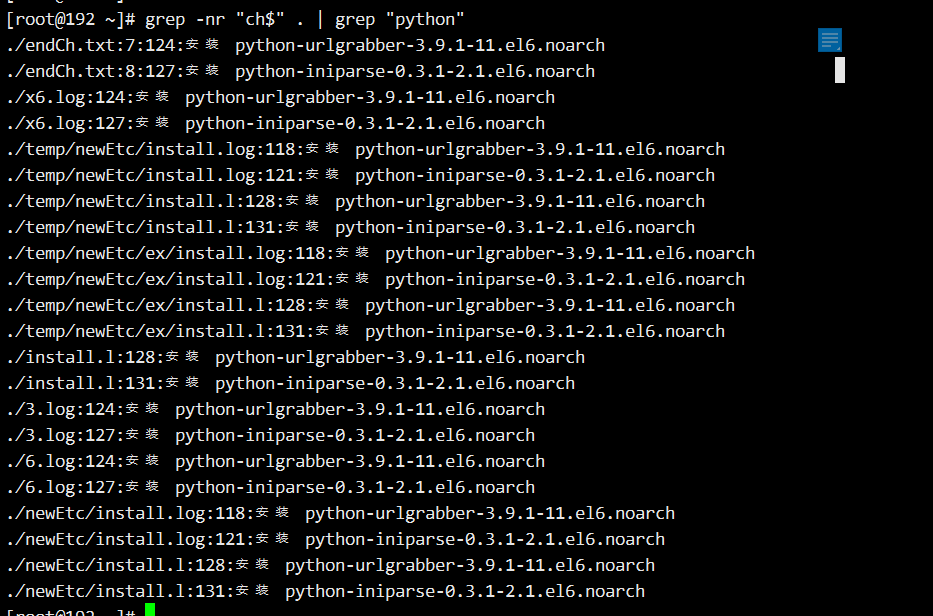 [root@192 ~]# grep -nr "ch$" . | grep "python"
./endCh.txt:7:124:安装 python-urlgrabber-3.9.1-11.el6.noarch
./endCh.txt:8:127:安装 python-iniparse-0.3.1-2.1.el6.noarch
./x6.log:124:安装 python-urlgrabber-3.9.1-11.el6.noarch
./x6.log:127:安装 python-iniparse-0.3.1-2.1.el6.noarch
./temp/newEtc/install.log:118:安装 python-urlgrabber-3.9.1-11.el6.noarch
./temp/newEtc/install.log:121:安装 python-iniparse-0.3.1-2.1.el6.noarch
./temp/newEtc/install.l:128:安装 python-urlgrabber-3.9.1-11.el6.noarch
./temp/newEtc/install.l:131:安装 python-iniparse-0.3.1-2.1.el6.noarch
./temp/newEtc/ex/install.log:118:安装 python-urlgrabber-3.9.1-11.el6.noarch
./temp/newEtc/ex/install.log:121:安装 python-iniparse-0.3.1-2.1.el6.noarch
./temp/newEtc/ex/install.l:128:安装 python-urlgrabber-3.9.1-11.el6.noarch
./temp/newEtc/ex/install.l:131:安装 python-iniparse-0.3.1-2.1.el6.noarch
./install.l:128:安装 python-urlgrabber-3.9.1-11.el6.noarch
./install.l:131:安装 python-iniparse-0.3.1-2.1.el6.noarch
./3.log:124:安装 python-urlgrabber-3.9.1-11.el6.noarch
./3.log:127:安装 python-iniparse-0.3.1-2.1.el6.noarch
./6.log:124:安装 python-urlgrabber-3.9.1-11.el6.noarch
./6.log:127:安装 python-iniparse-0.3.1-2.1.el6.noarch
./newEtc/install.log:118:安装 python-urlgrabber-3.9.1-11.el6.noarch
./newEtc/install.log:121:安装 python-iniparse-0.3.1-2.1.el6.noarch
./newEtc/install.l:128:安装 python-urlgrabber-3.9.1-11.el6.noarch
./newEtc/install.l:131:安装 python-iniparse-0.3.1-2.1.el6.noarch
[root@192 ~]#